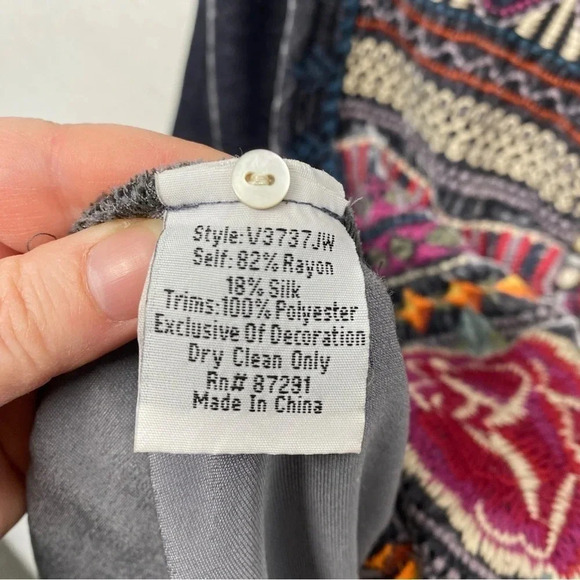 Style:V3737JW
Self:82% Rayon
18% Silk
Trims:100% Polyester
Exclusive Of Decoration
Dry Clean Only
Rn# 87291
Made In China